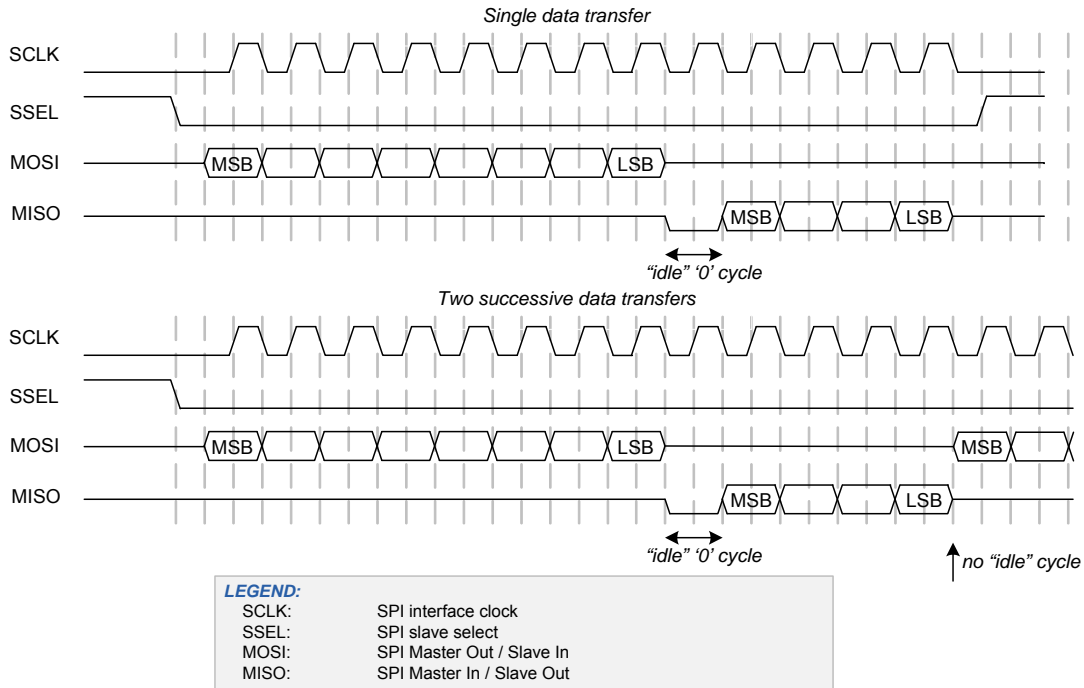 Single data transfer
SCLK
SSEL
MOSI MSB LSB
MISO MSB LSB
“idle” ‘0’ cycle
Two successive data transfers
SCLK
SSEL
MOSI MSB LSB MSB
MISO MSB LSB
“idle” ‘0’ cycle no “idle” cycle
LEGEND:
SCLK: SPI interface clock
SSEL: SPI slave select
MOSI: SPI Master Out / Slave In
MISO: SPI Master In / Slave Out